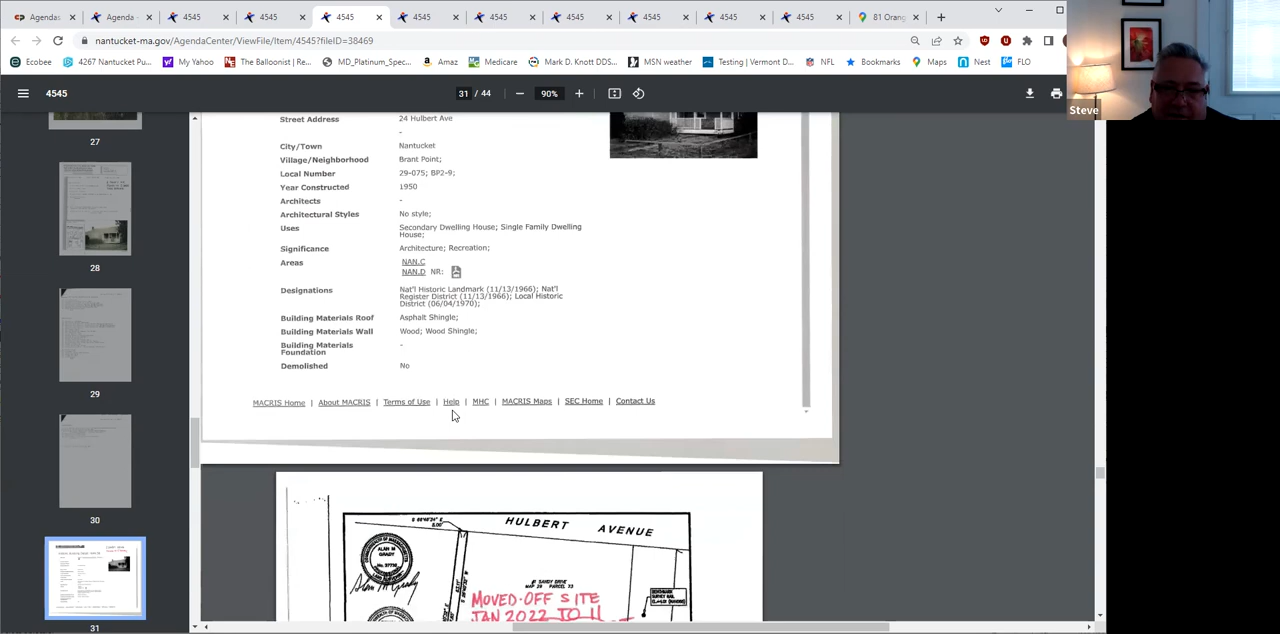 Agendas
Agenda -
4545
4545
4545
4545
4545
4545
4545
4545
4545
81 Orang
nantucket-ma.gov/AgendaCenter/ViewFile/Item/4545?fileID=38469
Ecobee
4267 Nantucket Pu...
My Yahoo
The Balloonist | Re...
MD_Platinum_Spec...
Amaz
Medicare
Mark D. Knott DDS...
MSN weather
Testing | Vermont D...
NFL
Bookmarks
Maps
Nest
FLO
Steve
4545
31 / 44
90%
27
28
29
30
31
Street Address 24 Hulbert Ave
-
City/Town Nantucket
Village/Neighborhood Brant Point;
Local Number 29-075; BP2-9;
Year Constructed 1950
Architects -
Architectural Styles No style;
Uses Secondary Dwelling House; Single Family Dwelling
House;
Significance Architecture; Recreation;
Areas NAN.C
NAN.D NR:
Designations Nat'l Historic Landmark (11/13/1966); Nat'l
Register District (11/13/1966); Local Historic
District (06/04/1970);
Building Materials Roof Asphalt Shingle;
Building Materials Wall Wood; Wood Shingle;
Building Materials -
Foundation
Demolished No
MACRIS Home | About MACRIS | Terms of Use | Help | MHC | MACRIS Maps | SEC Home | Contact Us
HULBERT AVENUE
ALAN M
GRADY
MOVED-OFF SITE
JAN 2022 TO 11